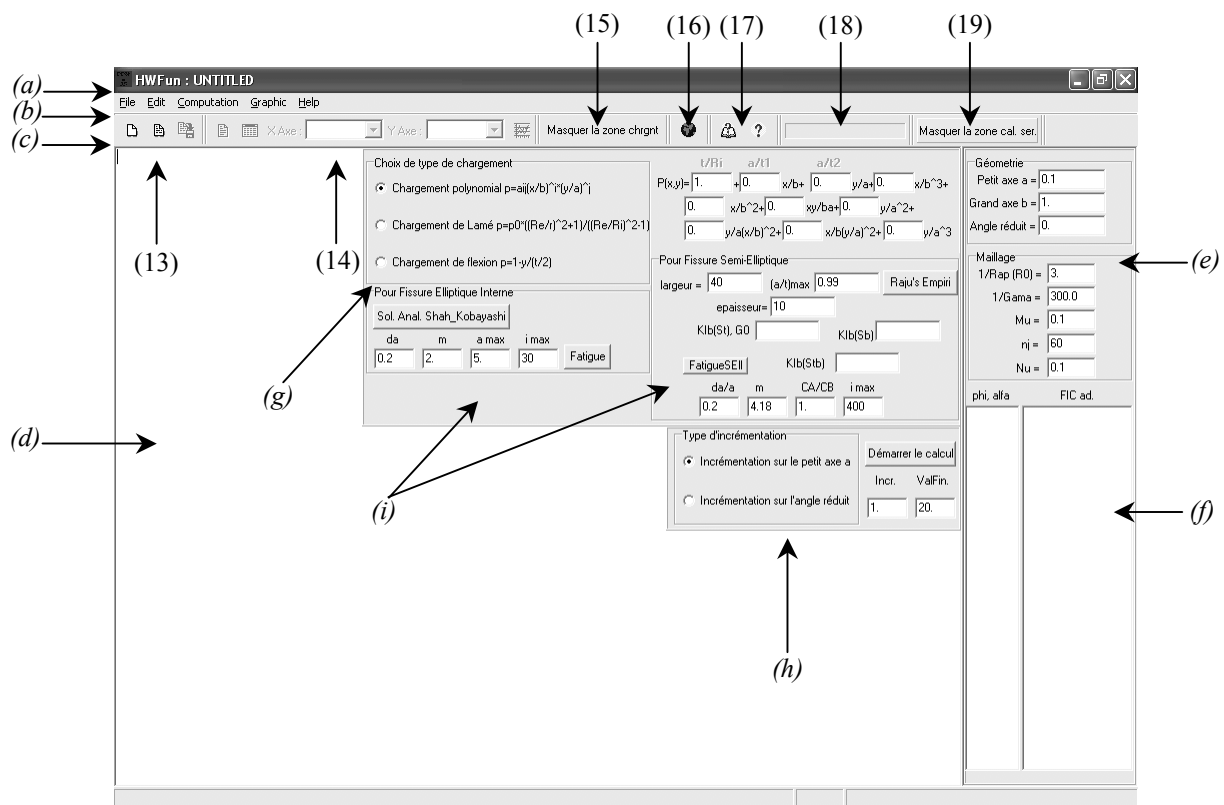 (15) (16) (17) (18) (19)
(a)
HWFun : UNTITLED
File Edit Computation Graphic Help
(b)
X Axe : Y Axe : Masquer la zone chrgnt ? Masquer la zone cal. ser.
(c)
(13)
(14)
Choix de type de chargement
Chargement polynomial p=aij(x/b)^i*(y/a)^j
Chargement de Lamé p=p0*((Re/r)^2+1)/((Re/Ri)^2-1)
Chargement de flexion p=1-y/(t/2)
t/Ri a/t1 a/t2
P(x,y)= 1. + 0. x/b+ 0. y/a+ 0. x/b^3+
0. x/b^2+ 0. xy/ba+ 0. y/a^2+
0. y/a(x/b)^2+ 0. x/b(y/a)^2+ 0. y/a^3
Géometrie
Petit axe a = 0.1
Grand axe b = 1.
Angle réduit = 0.
Maillage
1/Rap (R0) = 3.
1/Gama = 300.0
Mu = 0.1
nj = 60
Nu = 0.1
(e)
Pour Fissure Elliptique Interne
Sol. Anal. Shah_Kobayashi
da m a max i max
0.2 2. 5. 30 Fatigue
(g)
Pour Fissure Semi-Elliptique
largeur = 40 (a/t)max 0.99 Raju's Empiri
epaisseur= 10
KIb(St), G0 KIb(Sb)
FatigueSEll KIb(Stb)
da/a m CA/CB i max
0.2 4.18 1. 400
phi, alfa FIC ad.
(d)
(i)
Type d'incrémentation
Incrémentation sur le petit axe a
Incrémentation sur l'angle réduit
Démarrer le calcul
Incr. ValFin.
1. 20.
(f)
(h)